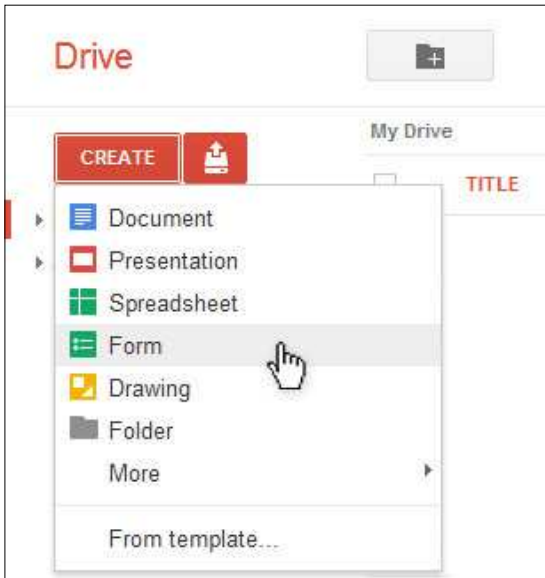 Drive
My Drive
CREATE
TITLE
Document
Presentation
Spreadsheet
Form
Drawing
Folder
More
From template...